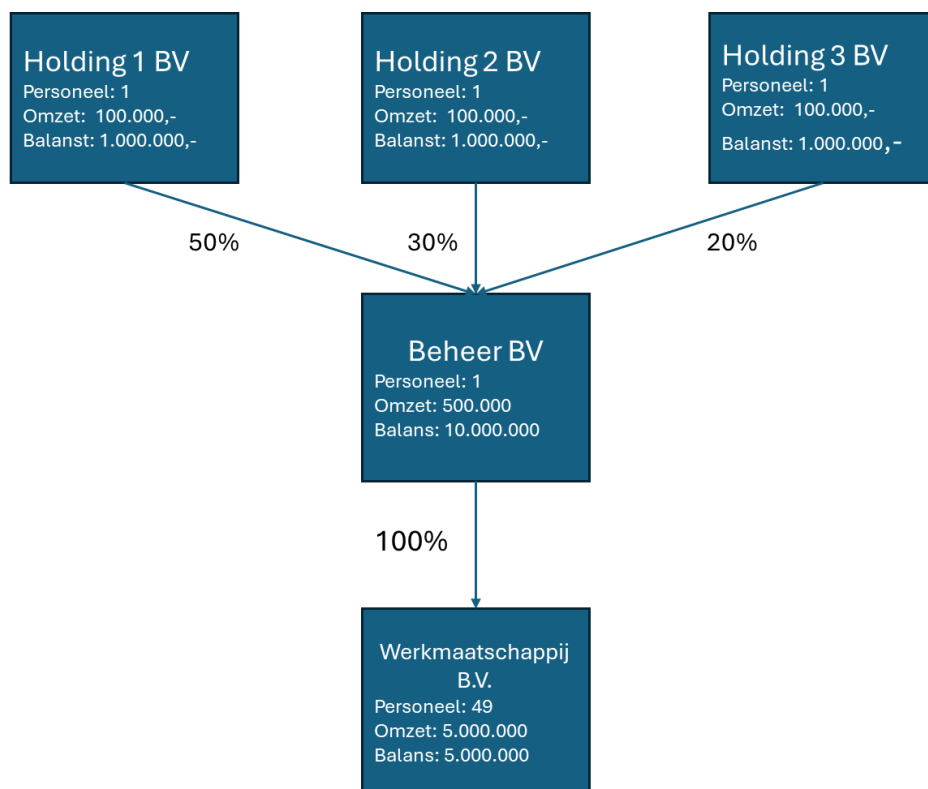 Holding 1 BV
Personeel: 1
Omzet:  100.000,-
Balanst: 1.000.000,-
Holding 2 BV
Personeel: 1
Omzet:  100.000,-
Balanst: 1.000.000,-
Holding 3 BV
Personeel: 1
Omzet:  100.000,-
Balanst: 1.000.000,-
50%
30%
20%
Beheer BV
Personeel: 1
Omzet: 500.000
Balans: 10.000.000
100%
Werkmaatschappij
B.V.
Personeel: 49
Omzet: 5.000.000
Balans: 5.000.000